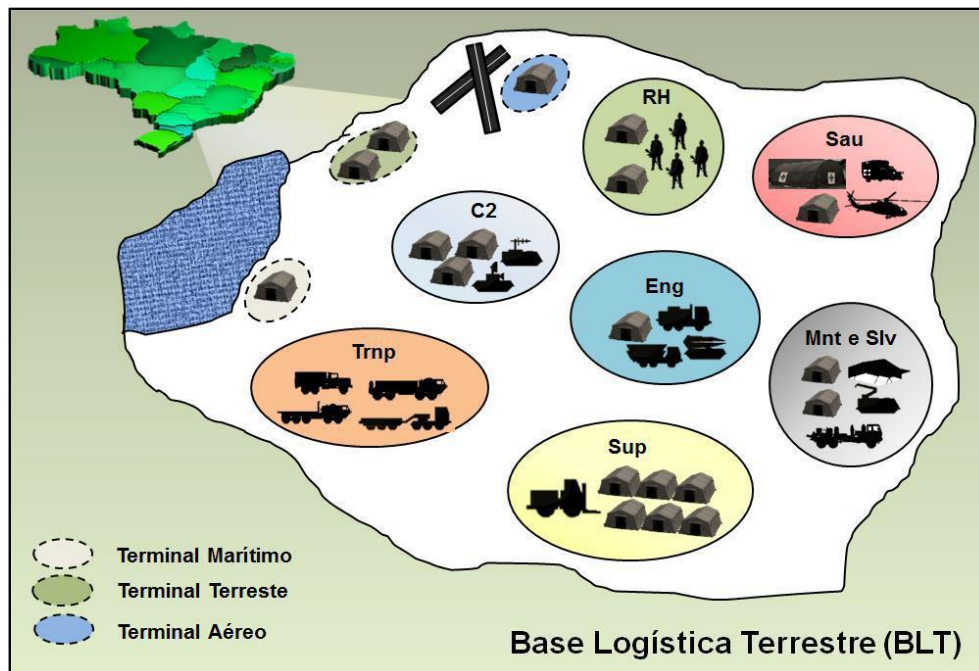 RH
Sau
C2
Eng
Mnt e Slv
Trnp
Sup
Terminal Marítimo
Terminal Terreste
Terminal Aéreo
Base Logística Terrestre (BLT)